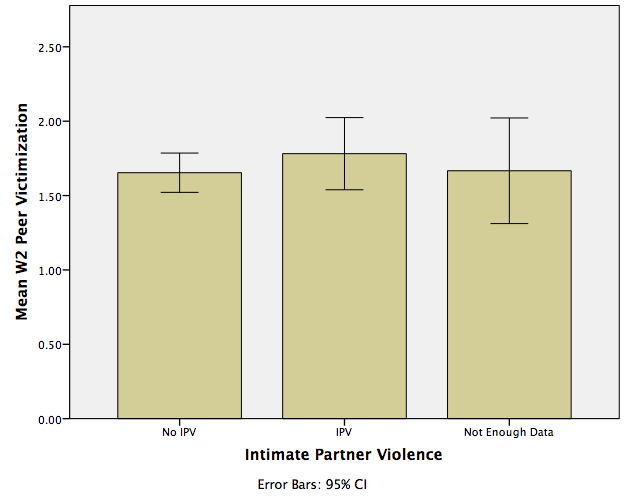 2.50
2.00
1.50
1.00
0.50
0.00
Mean W2 Peer Victimization
No IPV IPV Not Enough Data
Intimate Partner Violence
Error Bars: 95% CI